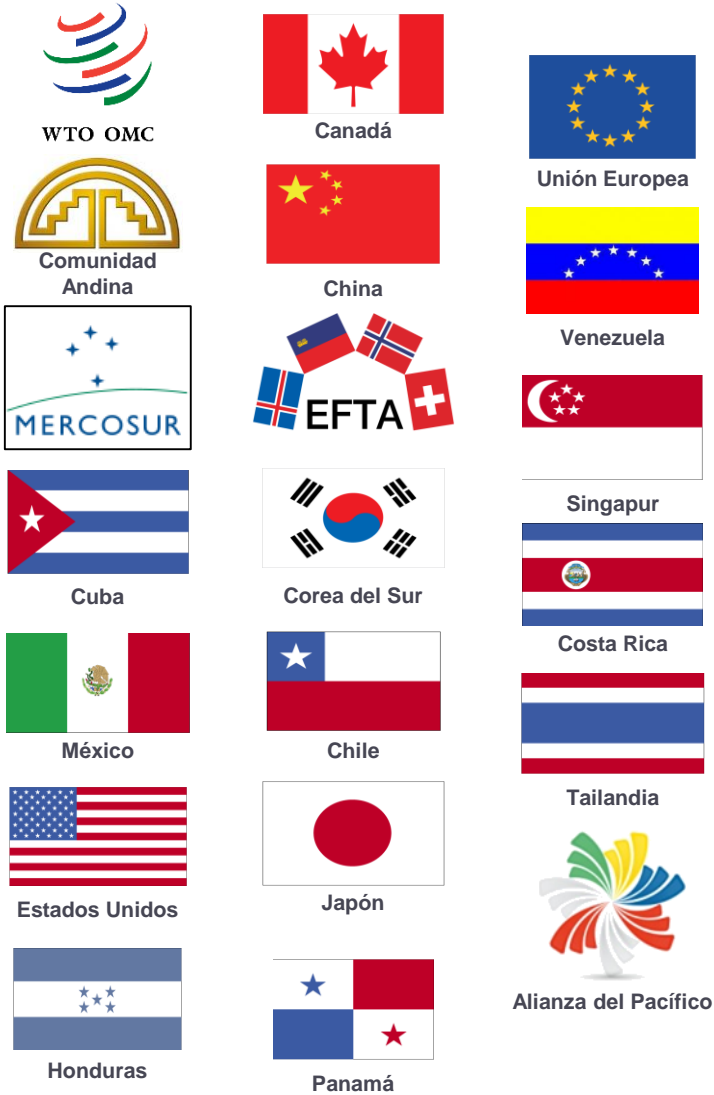 WTO OMC
Comunidad
Andina
MERCOSUR
Cuba
México
Estados Unidos
Honduras
Canadá
China
EFTA
Corea del Sur
Chile
Japón
Panamá
Unión Europea
Venezuela
Singapur
Costa Rica
Tailandia
Alianza del Pacífico